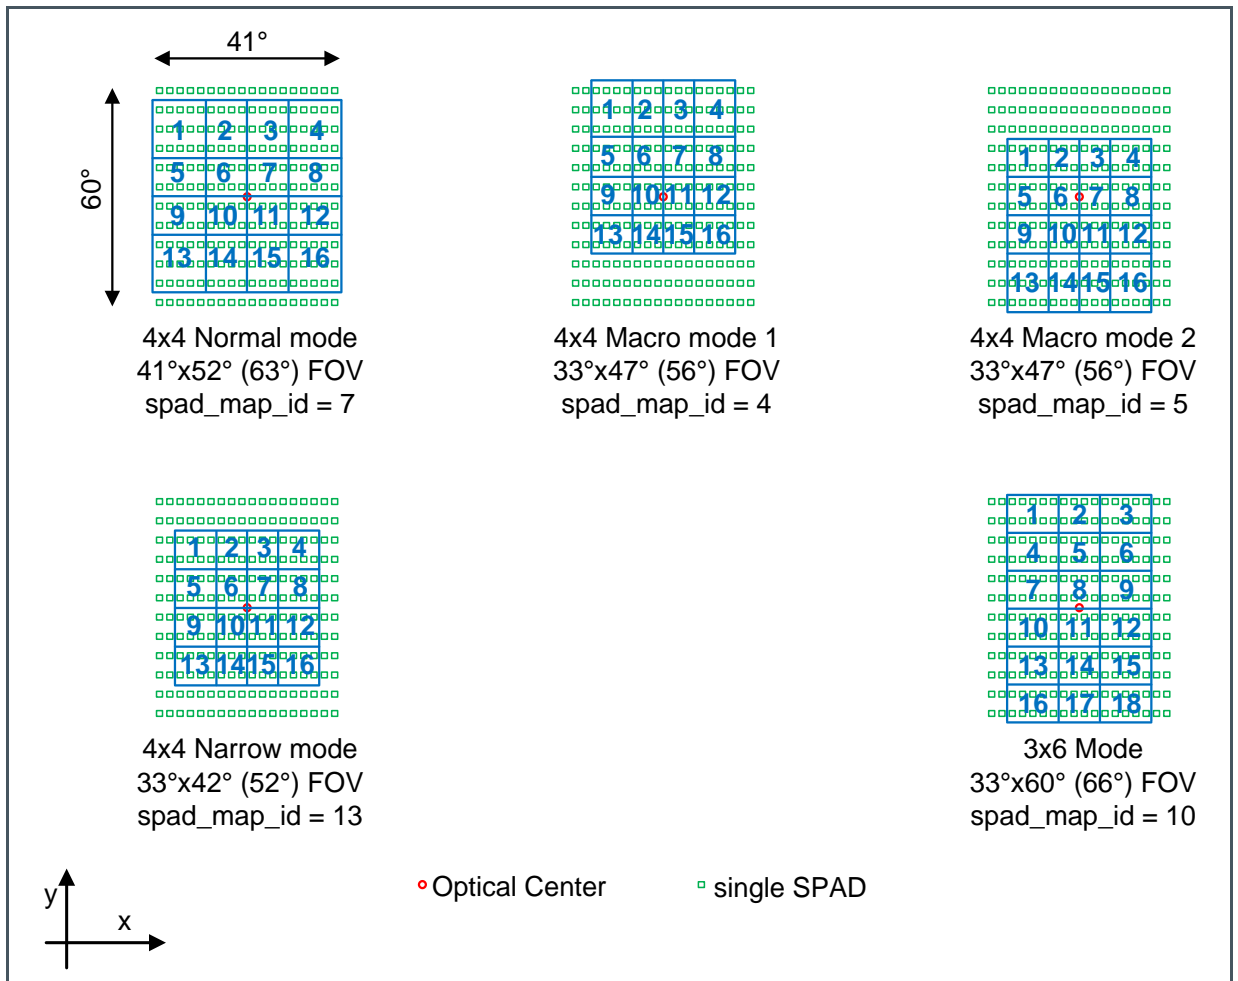 41°
60°
1 2 3 4
5 6 7 8
9 10 11 12
13 14 15 16
4x4 Normal mode
41°x52° (63°) FOV
spad_map_id = 7
1 2 3 4
5 6 7 8
9 10 11 12
13 14 15 16
4x4 Macro mode 1
33°x47° (56°) FOV
spad_map_id = 4
1 2 3 4
5 6 7 8
9 10 11 12
13 14 15 16
4x4 Macro mode 2
33°x47° (56°) FOV
spad_map_id = 5
1 2 3 4
5 6 7 8
9 10 11 12
13 14 15 16
4x4 Narrow mode
33°x42° (52°) FOV
spad_map_id = 13
1 2 3
4 5 6
7 8 9
10 11 12
13 14 15
16 17 18
3x6 Mode
33°x60° (66°) FOV
spad_map_id = 10
y
x
Optical Center
single SPAD